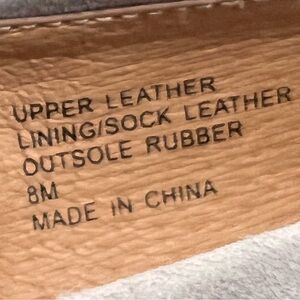 UPPER LEATHER
LINING/SOCK LEATHER
OUTSOLE RUBBER
8M
MADE IN CHINA